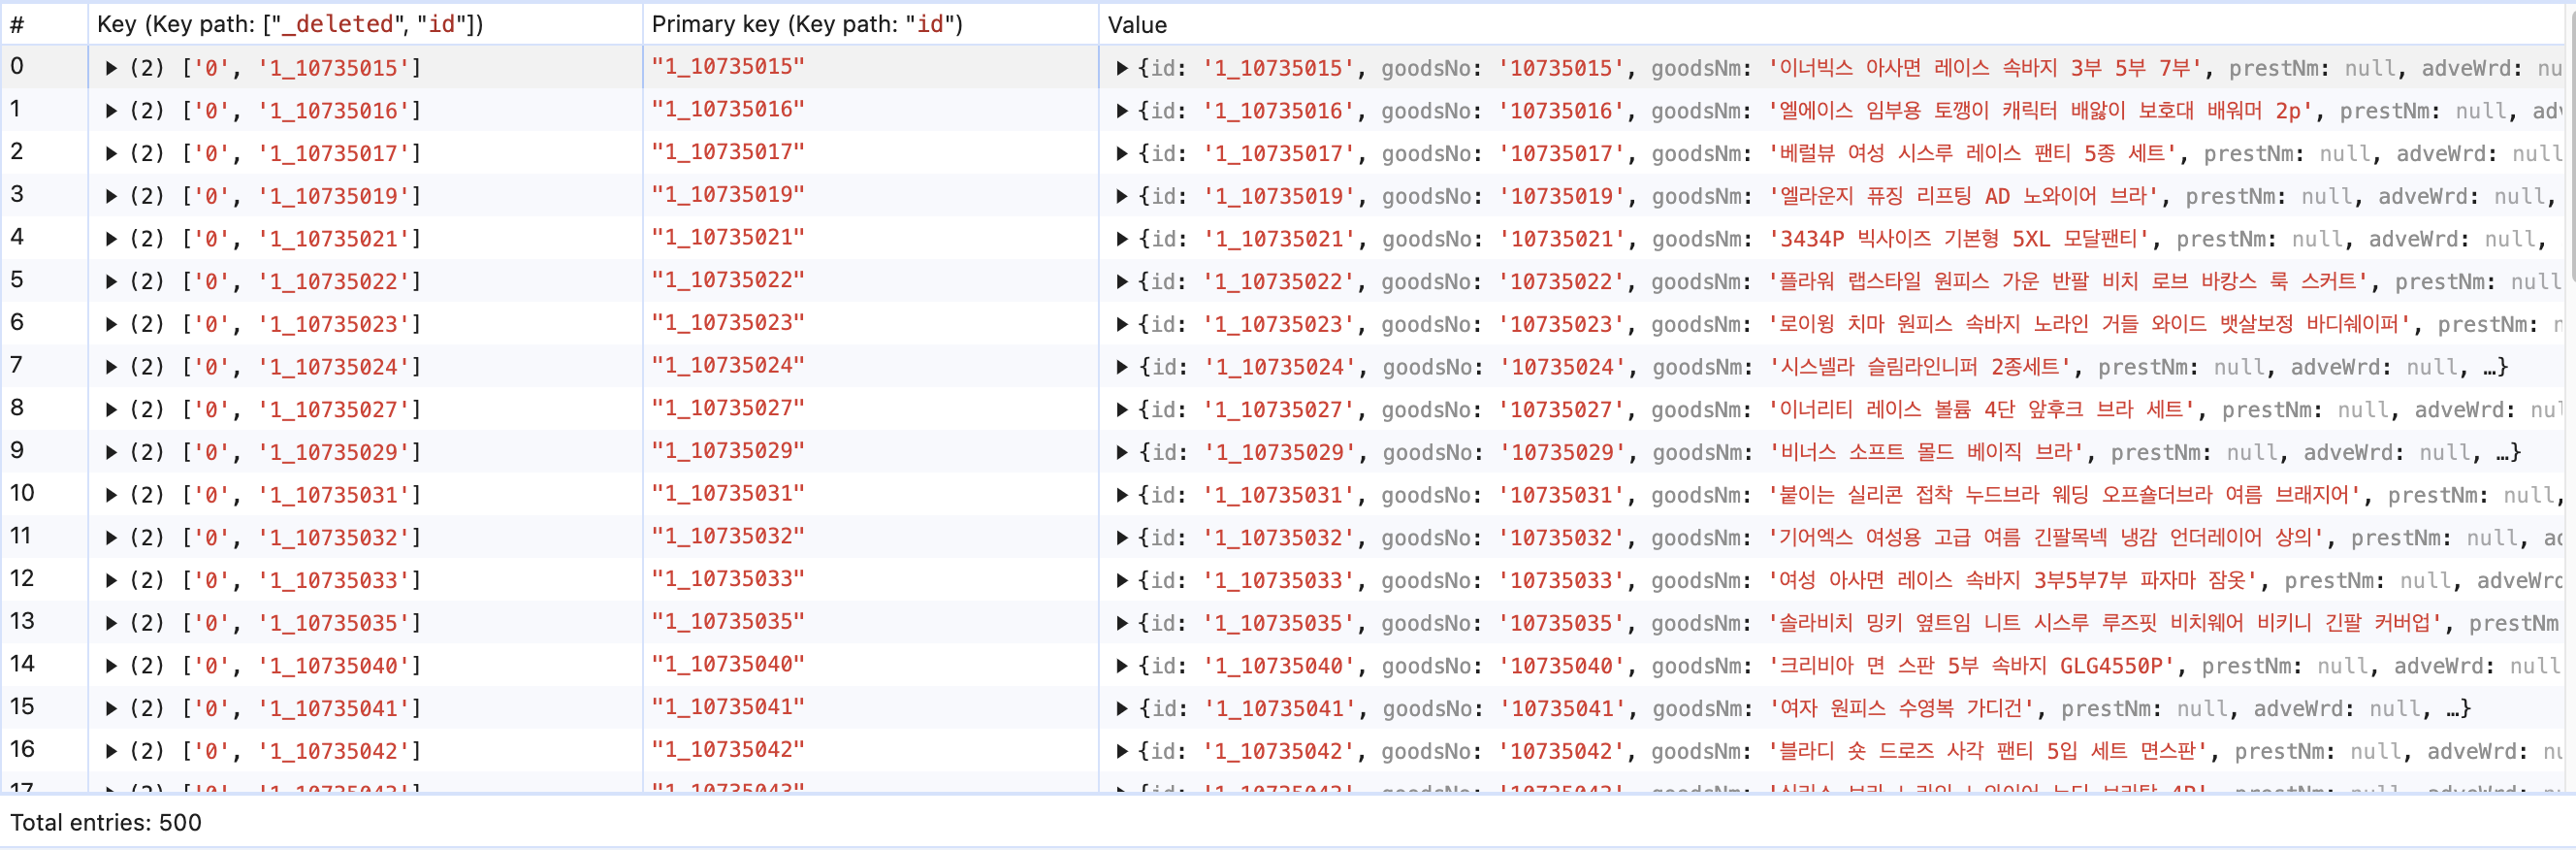 # Key (Key path: ["_deleted", "id"]) Primary key (Key path: "id") Value
0 ▶ (2) ['0', '1_10735015'] "1_10735015" ▶ {id: '1_10735015', goodsNo: '10735015', goodsNm: '이너빅스 아사면 레이스 속바지 3부 5부 7부', prestNm: null, adveWrd: nu
1 ▶ (2) ['0', '1_10735016'] "1_10735016" ▶ {id: '1_10735016', goodsNo: '10735016', goodsNm: '엘에이스 임부용 토깽이 캐릭터 배앓이 보호대 배워머 2p', prestNm: null, adv
2 ▶ (2) ['0', '1_10735017'] "1_10735017" ▶ {id: '1_10735017', goodsNo: '10735017', goodsNm: '베럴뷰 여성 시스루 레이스 팬티 5종 세트', prestNm: null, adveWrd: null
3 ▶ (2) ['0', '1_10735019'] "1_10735019" ▶ {id: '1_10735019', goodsNo: '10735019', goodsNm: '엘라운지 퓨징 리프팅 AD 노와이어 브라', prestNm: null, adveWrd: null,
4 ▶ (2) ['0', '1_10735021'] "1_10735021" ▶ {id: '1_10735021', goodsNo: '10735021', goodsNm: '3434P 빅사이즈 기본형 5XL 모달팬티', prestNm: null, adveWrd: null,
5 ▶ (2) ['0', '1_10735022'] "1_10735022" ▶ {id: '1_10735022', goodsNo: '10735022', goodsNm: '플라워 랩스타일 원피스 가운 반팔 비치 로브 바캉스 룩 스커트', prestNm: null
6 ▶ (2) ['0', '1_10735023'] "1_10735023" ▶ {id: '1_10735023', goodsNo: '10735023', goodsNm: '로이윙 치마 원피스 속바지 노라인 거들 와이드 뱃살보정 바디쉐이퍼', prestNm: n
7 ▶ (2) ['0', '1_10735024'] "1_10735024" ▶ {id: '1_10735024', goodsNo: '10735024', goodsNm: '시스넬라 슬림라인니퍼 2종세트', prestNm: null, adveWrd: null, …}
8 ▶ (2) ['0', '1_10735027'] "1_10735027" ▶ {id: '1_10735027', goodsNo: '10735027', goodsNm: '이너리티 레이스 볼륨 4단 앞후크 브라 세트', prestNm: null, adveWrd: nul
9 ▶ (2) ['0', '1_10735029'] "1_10735029" ▶ {id: '1_10735029', goodsNo: '10735029', goodsNm: '비너스 소프트 몰드 베이직 브라', prestNm: null, adveWrd: null, …}
10 ▶ (2) ['0', '1_10735031'] "1_10735031" ▶ {id: '1_10735031', goodsNo: '10735031', goodsNm: '붙이는 실리콘 접착 누드브라 웨딩 오프숄더브라 여름 브래지어', prestNm: null,
11 ▶ (2) ['0', '1_10735032'] "1_10735032" ▶ {id: '1_10735032', goodsNo: '10735032', goodsNm: '기어엑스 여성용 고급 여름 긴팔목넥 냉감 언더레이어 상의', prestNm: null, ad
12 ▶ (2) ['0', '1_10735033'] "1_10735033" ▶ {id: '1_10735033', goodsNo: '10735033', goodsNm: '여성 아사면 레이스 속바지 3부5부7부 파자마 잠옷', prestNm: null, adveWrd
13 ▶ (2) ['0', '1_10735035'] "1_10735035" ▶ {id: '1_10735035', goodsNo: '10735035', goodsNm: '솔라비치 밍키 옆트임 니트 시스루 루즈핏 비치웨어 비키니 긴팔 커버업', prestNm
14 ▶ (2) ['0', '1_10735040'] "1_10735040" ▶ {id: '1_10735040', goodsNo: '10735040', goodsNm: '크리비아 면 스판 5부 속바지 GLG4550P', prestNm: null, adveWrd: null
15 ▶ (2) ['0', '1_10735041'] "1_10735041" ▶ {id: '1_10735041', goodsNo: '10735041', goodsNm: '여자 원피스 수영복 가디건', prestNm: null, adveWrd: null, …}
16 ▶ (2) ['0', '1_10735042'] "1_10735042" ▶ {id: '1_10735042', goodsNo: '10735042', goodsNm: '블라디 숏 드로즈 사각 팬티 5입 세트 면스판', prestNm: null, adveWrd: nu
Total entries: 500